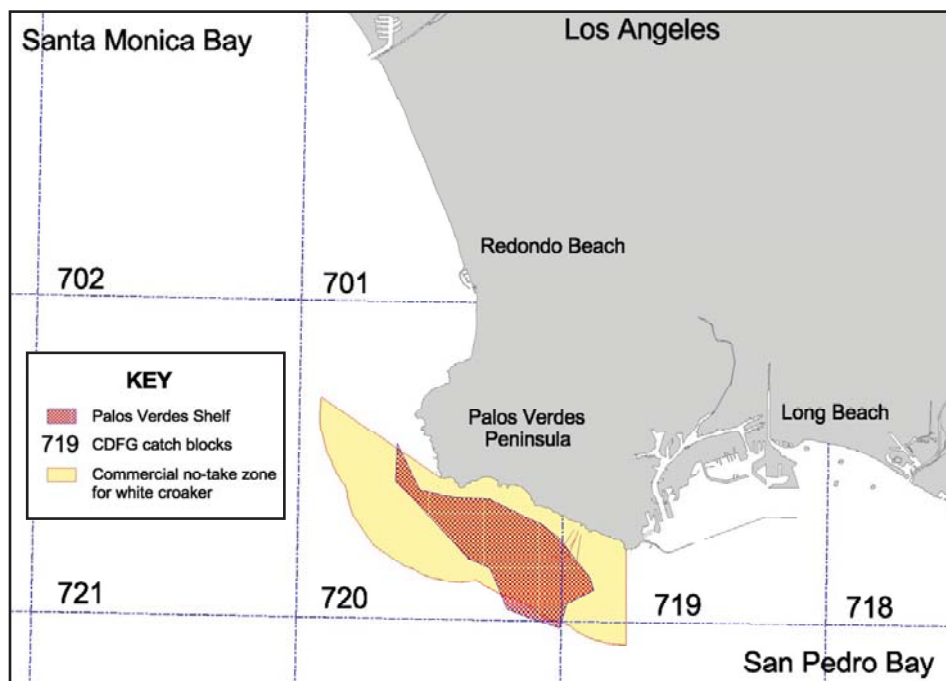 Santa Monica Bay
Los Angeles
Redondo Beach
702
701
KEY
Palos Verdes Shelf
719 CDFG catch blocks
Commercial no-take zone
for white croaker
Palos Verdes
Peninsula
Long Beach
721
720
719
718
San Pedro Bay